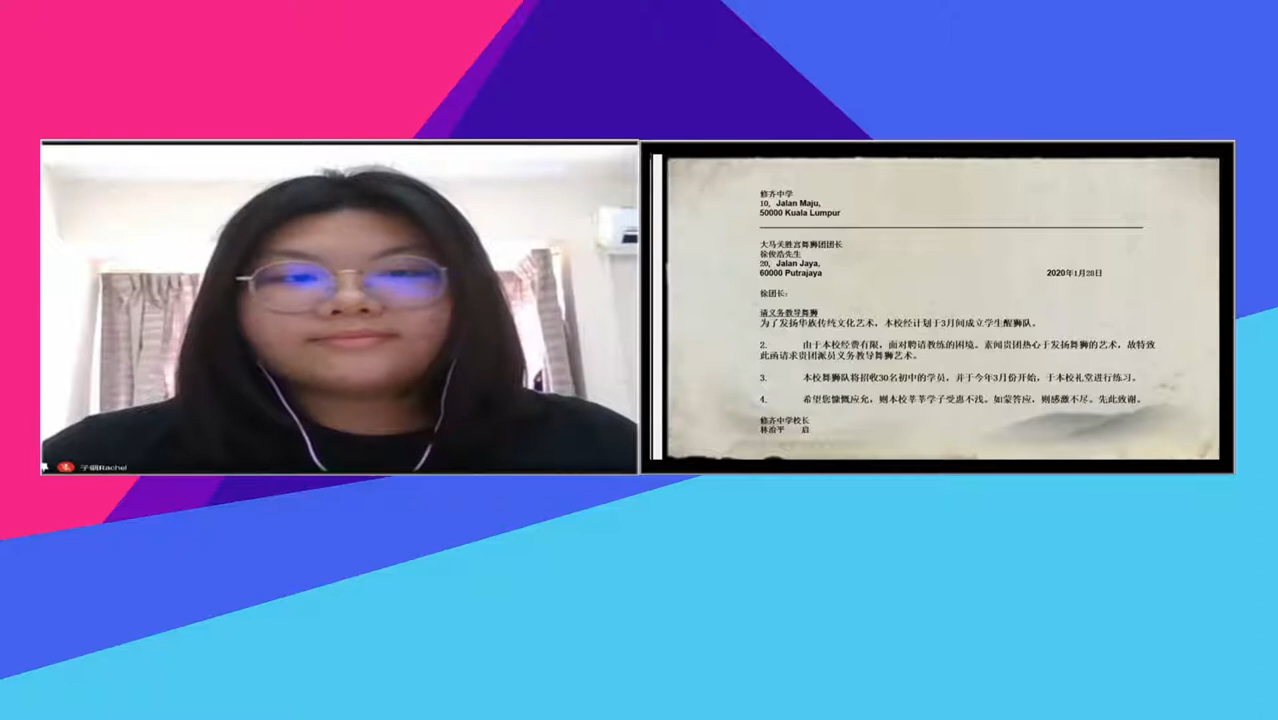 修齐中学
10, Jalan Maju,
50000 Kuala Lumpur
大马关胜宫舞狮团团长
徐俊浩先生
20, Jalan Jaya,
60000 Putrajaya
2020年1月28日
徐团长：
请义务教导舞狮
为了发扬华族传统文化艺术，本校经计划于3月间成立学生醒狮队。
2. 由于本校经费有限，面对聘请教练的困境。素闻贵团热心于发扬舞狮的艺术，故特致
此函请求贵团派员义务教导舞狮艺术。
3. 本校舞狮队将招收30名初中的学员，并于今年3月份开始，于本校礼堂进行练习。
4. 希望您慷慨应允，则本校莘莘学子受惠不浅。如蒙答应，则感激不尽。先此致谢。
修齐中学校长
林治平 启
Rachel